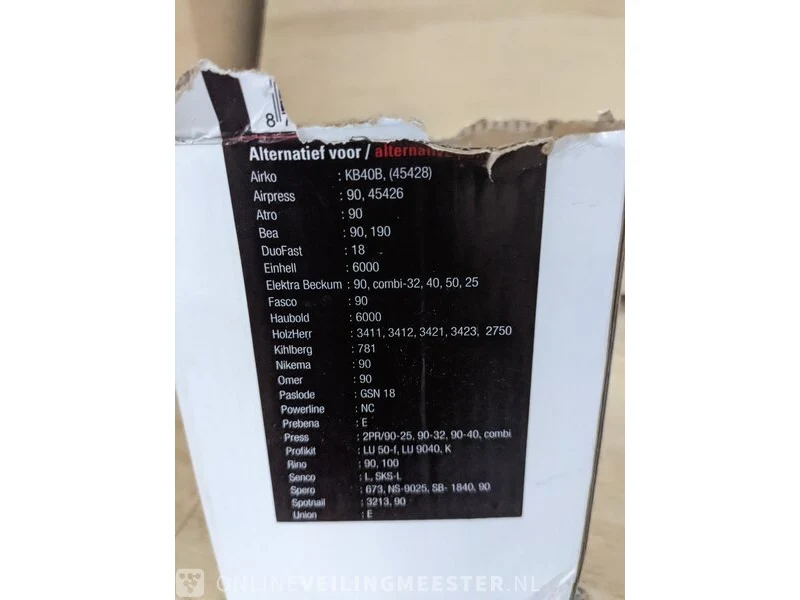 8
Alternatief voor / alternative
Airko : KB40B, (45428)
Airpress : 90, 45426
Atro : 90
Bea : 90, 190
DuoFast : 18
Einhell : 6000
Elektra Beckum : 90, combi-32, 40, 50, 25
Fasco : 90
Haubold : 6000
HolzHerr : 3411, 3412, 3421, 3423, 2750
Kihlberg : 781
Nikema : 90
Omer : 90
Paslode : GSN 18
Powerline : NC
Prebena : E
Press : 2PR/90-25, 90-32, 90-40, combi
Profikit : LU 50-f, LU 9040, K
Rino : 90, 100
Senco : L, SKS-L
Spero : 673, NS-9025, SB- 1840, 90
Spotnail : 3213, 90
Union : E
ONLINEVEILINGMEESTER.NL